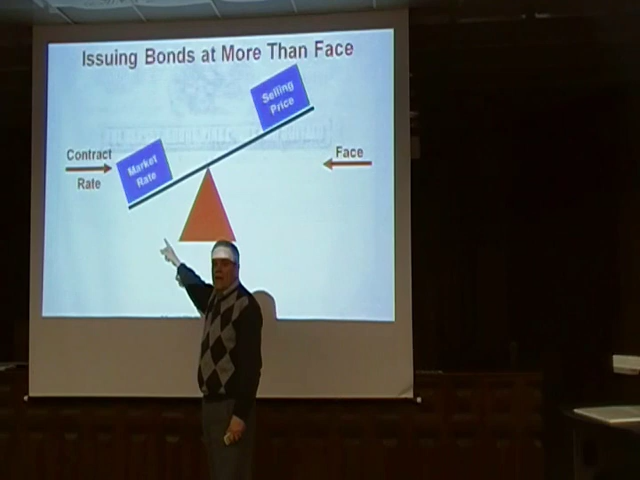 Issuing Bonds at More Than Face
Selling
Price
Contract
Rate
Market
Rate
Face